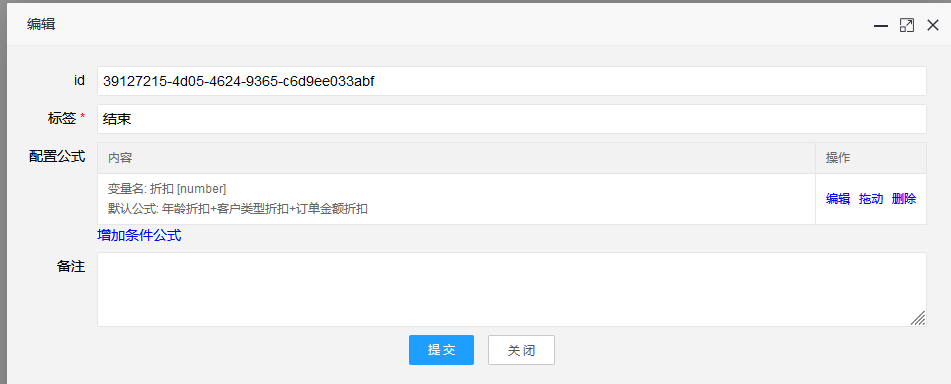 编辑
id 39127215-4d05-4624-9365-c6d9ee033abf
标签 * 结束
配置公式 内容 操作
变量名: 折扣 [number]
默认公式: 年龄折扣+客户类型折扣+订单金额折扣
编辑 拖动 删除
增加条件公式
备注
提交 关闭